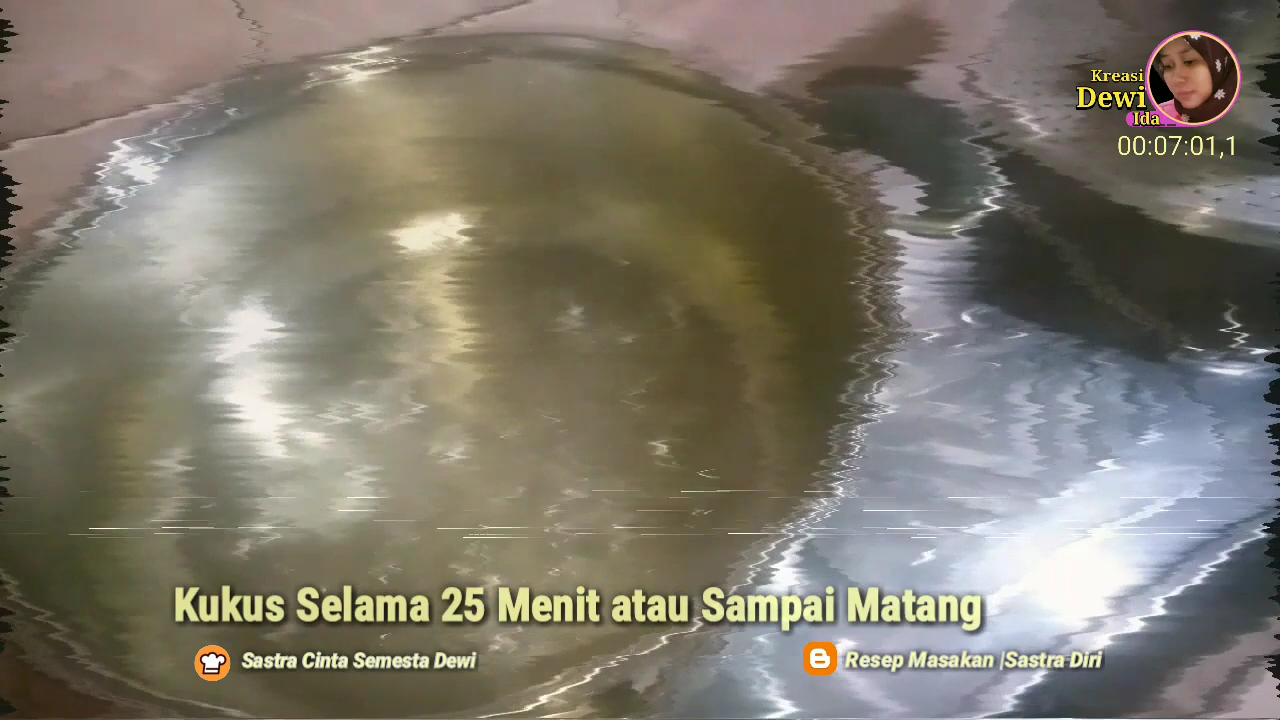 Kreasi
Dewi
Ida
00:07:01,1
Kukus Selama 25 Menit atau Sampai Matang
Sastra Cinta Semesta Dewi
Resep Masakan |Sastra Diri